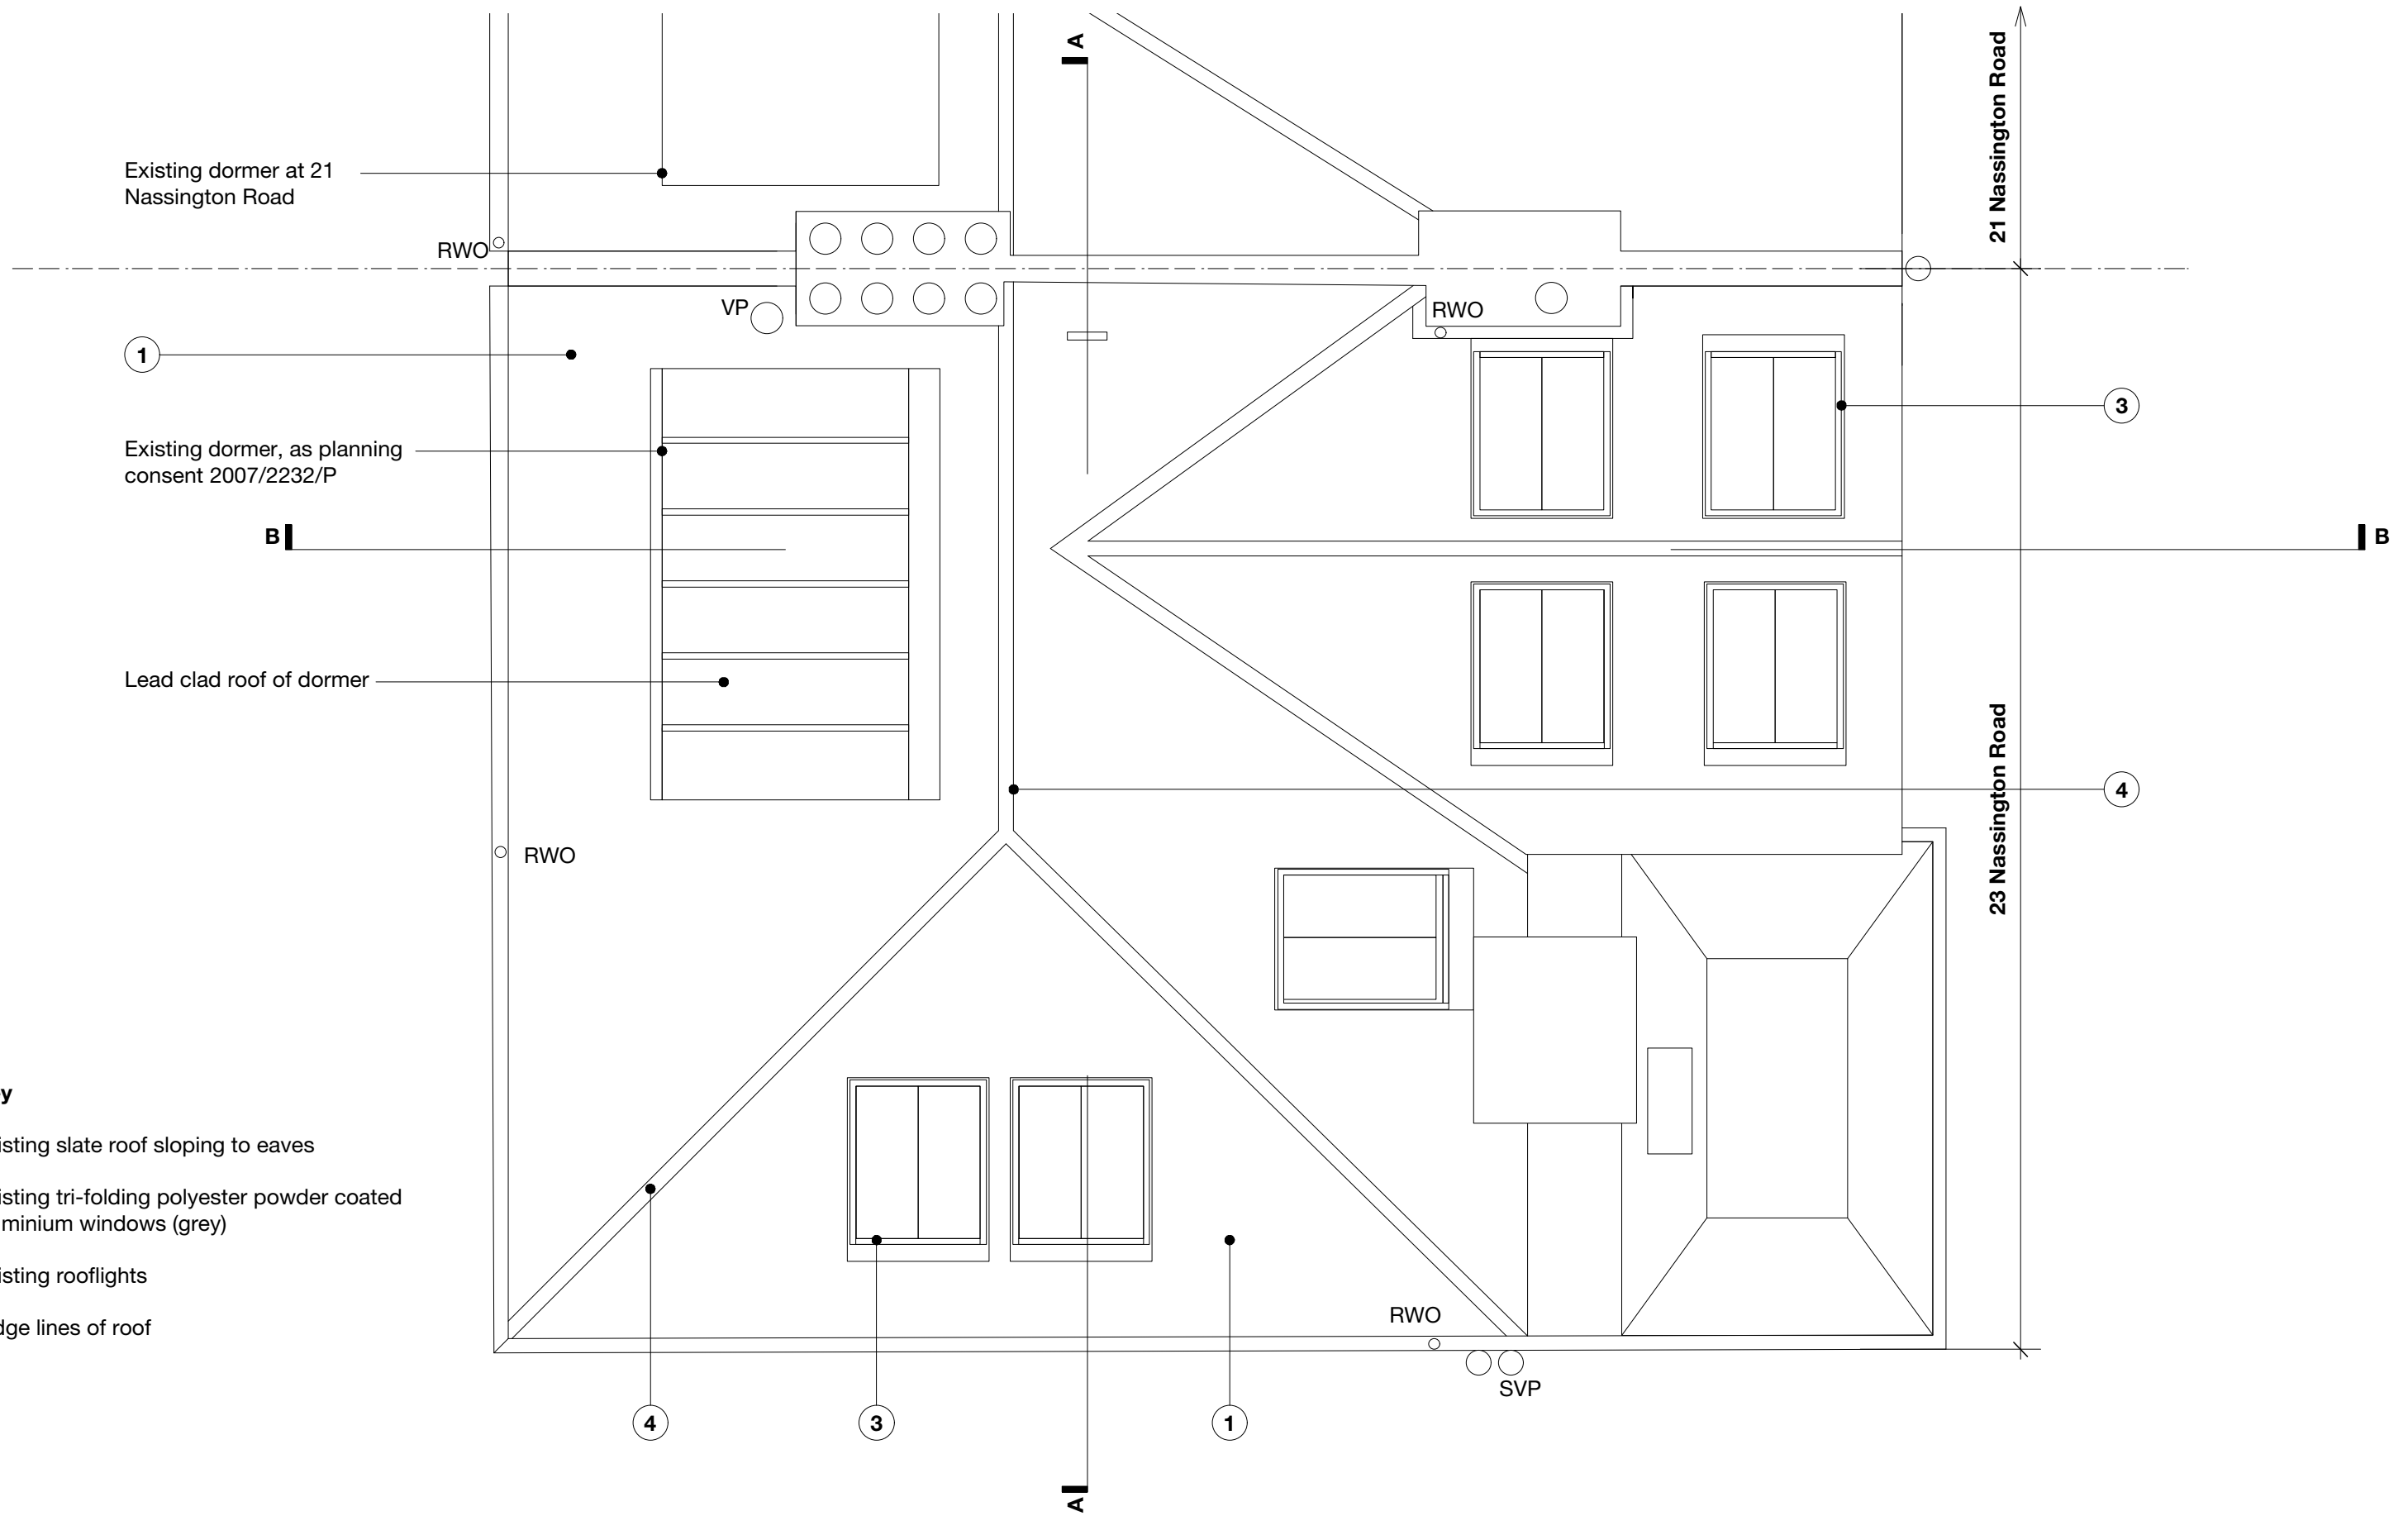 A
21 Nassington Road
Existing dormer at 21
Nassington Road
RWO
VP
RWO
1
3
Existing dormer, as planning
consent 2007/2232/P
B
B
Lead clad roof of dormer
4
23 Nassington Road
RWO
y
isting slate roof sloping to eaves
isting tri-folding polyester powder coated
minium windows (grey)
isting rooflights
dge lines of roof
RWO
SVP
4
3
1
A